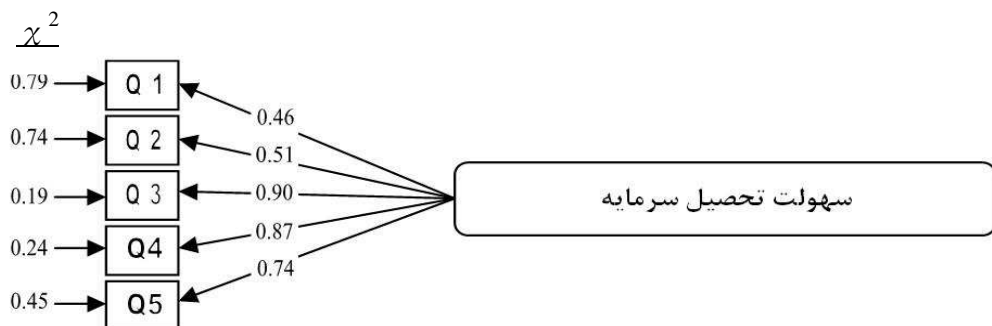 χ²
0.79 Q 1 0.46
0.74 Q 2 0.51
0.19 Q 3 0.90 سهولت تحصیل سرمایه
0.24 Q4 0.87
0.45 Q5 0.74